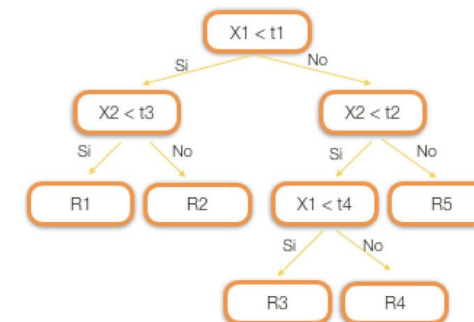 X1 < t1
Si
No
X2 < t3
X2 < t2
Si
No
Si
No
R1
R2
X1 < t4
R5
Si
No
R3
R4